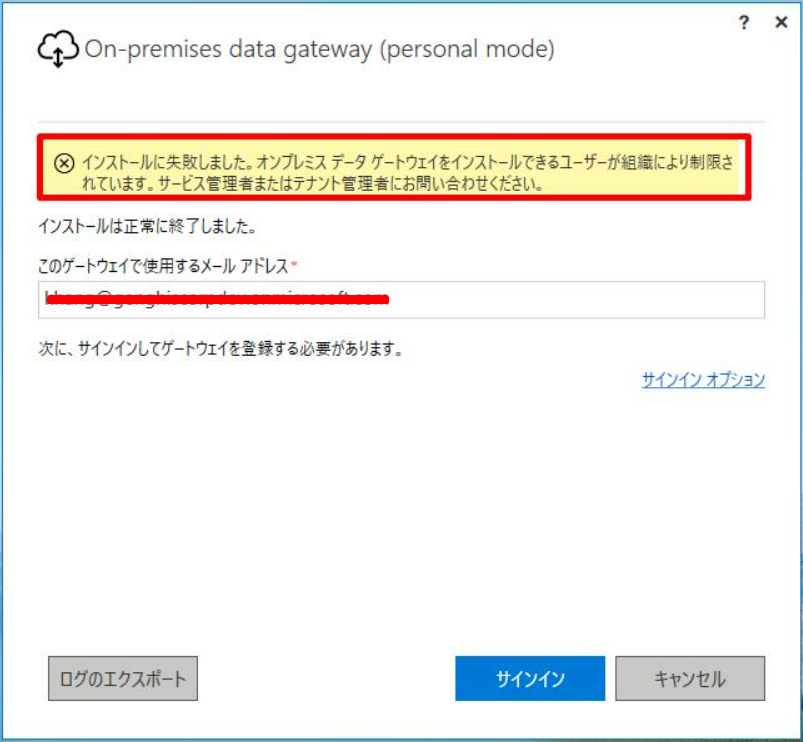 ? ×
On-premises data gateway (personal mode)
インストールに失敗しました。オンプレミス データ ゲートウェイをインストールできるユーザーが組織により制限さ
れています。サービス管理者またはテナント管理者にお問い合わせください。
インストールは正常に終了しました。
このゲートウェイで使用するメール アドレス*
次に、サインインしてゲートウェイを登録する必要があります。
サインイン オプション
ログのエクスポート サインイン キャンセル